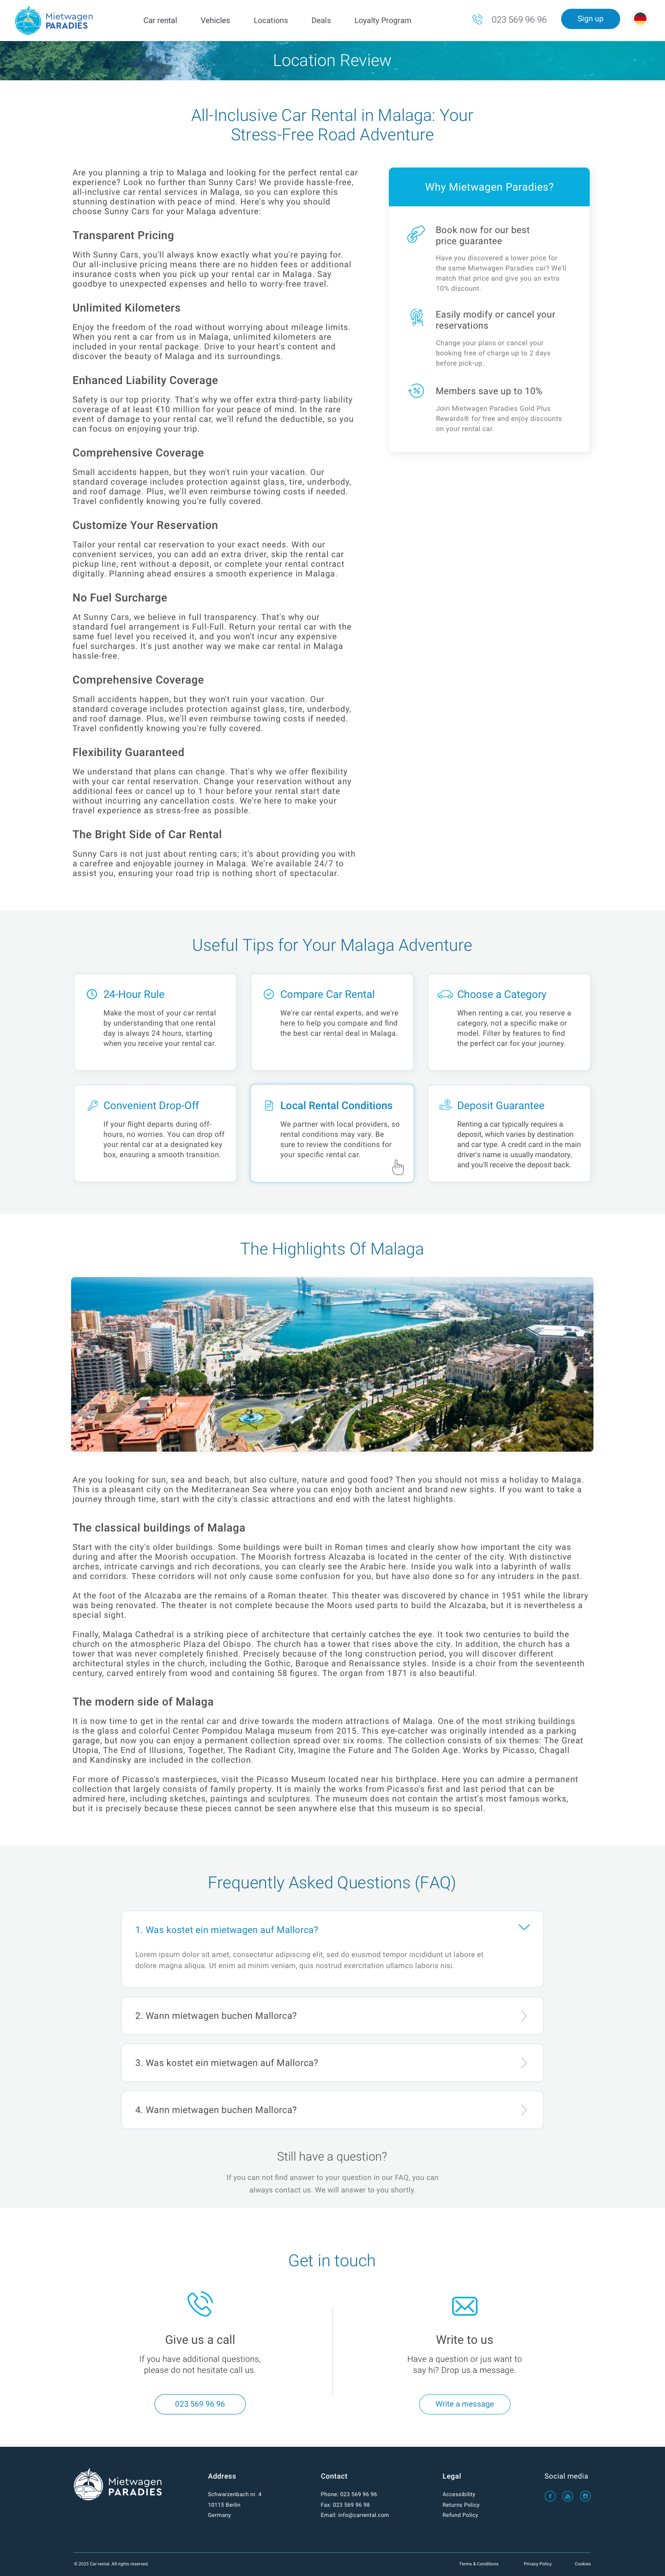 Mietwagen
PARADIES
Car rental
Vehicles
Locations
Deals
Loyalty Program
023 569 96 96
Sign up
Location Review
All-Inclusive Car Rental in Malaga: Your
Stress-Free Road Adventure
Are you planning a trip to Malaga and looking for the perfect rental car
experience? Look no further than Sunny Cars! We provide hassle-free,
all-inclusive car rental services in Malaga, so you can explore this
stunning destination with peace of mind. Here's why you should
choose Sunny Cars for your Malaga adventure:
Transparent Pricing
With Sunny Cars, you'll always know exactly what you're paying for.
Our all-inclusive pricing means there are no hidden fees or additional
insurance costs when you pick up your rental car in Malaga. Say
goodbye to unexpected expenses and hello to worry-free travel.
Unlimited Kilometers
Enjoy the freedom of the road without worrying about mileage limits.
When you rent a car from us in Malaga, unlimited kilometers are
included in your rental package. Drive to your heart's content and
discover the beauty of Malaga and its surroundings.
Enhanced Liability Coverage
Safety is our top priority. That's why we offer extra third-party liability
coverage of at least €10 million for your peace of mind. In the rare
event of damage to your rental car, we'll refund the deductible, so you
can focus on enjoying your trip.
Comprehensive Coverage
Small accidents happen, but they won't ruin your vacation. Our
standard coverage includes protection against glass, tire, underbody,
and roof damage. Plus, we'll even reimburse towing costs if needed.
Travel confidently knowing you're fully covered.
Customize Your Reservation
Tailor your rental car reservation to your exact needs. With our
convenient services, you can add an extra driver, skip the rental car
pickup line, rent without a deposit, or complete your rental contract
digitally. Planning ahead ensures a smooth experience in Malaga.
No Fuel Surcharge
At Sunny Cars, we believe in full transparency. That's why our
standard fuel arrangement is Full-Full. Return your rental car with the
same fuel level you received it, and you won't incur any expensive
fuel surcharges. It's just another way we make car rental in Malaga
hassle-free.
Comprehensive Coverage
Small accidents happen, but they won't ruin your vacation. Our
standard coverage includes protection against glass, tire, underbody,
and roof damage. Plus, we'll even reimburse towing costs if needed.
Travel confidently knowing you're fully covered.
Flexibility Guaranteed
We understand that plans can change. That's why we offer flexibility
with your car rental reservation. Change your reservation without any
additional fees or cancel up to 1 hour before your rental start date
without incurring any cancellation costs. We're here to make your
travel experience as stress-free as possible.
The Bright Side of Car Rental
Sunny Cars is not just about renting cars; it's about providing you with
a carefree and enjoyable journey in Malaga. We're available 24/7 to
assist you, ensuring your road trip is nothing short of spectacular.
Why Mietwagen Paradies?
Book now for our best
price guarantee
Have you discovered a lower price for
the same Mietwagen Paradies car? We'll
match that price and give you an extra
10% discount.
Easily modify or cancel your
reservations
Change your plans or cancel your
booking free of charge up to 2 days
before pick-up.
Members save up to 10%
Join Mietwagen Paradies Gold Plus
Rewards® for free and enjoy discounts
on your rental car.
Useful Tips for Your Malaga Adventure
24-Hour Rule
Make the most of your car rental
by understanding that one rental
day is always 24 hours, starting
when you receive your rental car.
Compare Car Rental
We're car rental experts, and we're
here to help you compare and find
the best car rental deal in Malaga.
Choose a Category
When renting a car, you reserve a
category, not a specific make or
model. Filter by features to find
the perfect car for your journey.
Convenient Drop-Off
If your flight departs during off-
hours, no worries. You can drop off
your rental car at a designated key
box, ensuring a smooth transition.
Local Rental Conditions
We partner with local providers, so
rental conditions may vary. Be
sure to review the conditions for
your specific rental car.
Deposit Guarantee
Renting a car typically requires a
deposit, which varies by destination
and car type. A credit card in the main
driver's name is usually mandatory,
and you'll receive the deposit back.
The Highlights Of Malaga
Are you looking for sun, sea and beach, but also culture, nature and good food? Then you should not miss a holiday to Malaga.
This is a pleasant city on the Mediterranean Sea where you can enjoy both ancient and brand new sights. If you want to take a
journey through time, start with the city's classic attractions and end with the latest highlights.
The classical buildings of Malaga
Start with the city's older buildings. Some buildings were built in Roman times and clearly show how important the city was
during and after the Moorish occupation. The Moorish fortress Alcazaba is located in the center of the city. With distinctive
arches, intricate carvings and rich decorations, you can clearly see the Arabic here. Inside you walk into a labyrinth of walls
and corridors. These corridors will not only cause some confusion for you, but have also done so for any intruders in the past.
At the foot of the Alcazaba are the remains of a Roman theater. This theater was discovered by chance in 1951 while the library
was being renovated. The theater is not complete because the Moors used parts to build the Alcazaba, but it is nevertheless a
special sight.
Finally, Malaga Cathedral is a striking piece of architecture that certainly catches the eye. It took two centuries to build the
church on the atmospheric Plaza del Obispo. The church has a tower that rises above the city. In addition, the church has a
tower that was never completely finished. Precisely because of the long construction period, you will discover different
architectural styles in the church, including the Gothic, Baroque and Renaissance styles. Inside is a choir from the seventeenth
century, carved entirely from wood and containing 58 figures. The organ from 1871 is also beautiful.
The modern side of Malaga
It is now time to get in the rental car and drive towards the modern attractions of Malaga. One of the most striking buildings
is the glass and colorful Center Pompidou Malaga museum from 2015. This eye-catcher was originally intended as a parking
garage, but now you can enjoy a permanent collection spread over six rooms. The collection consists of six themes: The Great
Utopia, The End of Illusions, Together, The Radiant City, Imagine the Future and The Golden Age. Works by Picasso, Chagall
and Kandinsky are included in the collection.
For more of Picasso's masterpieces, visit the Picasso Museum located near his birthplace. Here you can admire a permanent
collection that largely consists of family property. It is mainly the works from Picasso's first and last period that can be
admired here, including sketches, paintings and sculptures. The museum does not contain the artist's most famous works,
but it is precisely because these pieces cannot be seen anywhere else that this museum is so special.
Frequently Asked Questions (FAQ)
1. Was kostet ein mietwagen auf Mallorca?
Lorem ipsum dolor sit amet, consectetur adipiscing elit, sed do eiusmod tempor incididunt ut labore et
dolore magna aliqua. Ut enim ad minim veniam, quis nostrud exercitation ullamco laboris nisi.
2. Wann mietwagen buchen Mallorca?
3. Was kostet ein mietwagen auf Mallorca?
4. Wann mietwagen buchen Mallorca?
Still have a question?
If you can not find answer to your question in our FAQ, you can
always contact us. We will answer to you shortly.
Get in touch
Give us a call
If you have additional questions,
please do not hesitate call us.
023 569 96 96
Write to us
Have a question or jus want to
say hi? Drop us a message.
Write a message
Mietwagen
PARADIES
Address
Schwarzenbach nr. 4
10115 Berlin
Germany
Contact
Phone: 023 569 96 96
Fax: 023 569 96 98
Email: info@carrental.com
Legal
Accessibility
Returns Policy
Refund Policy
Social media
© 2023 Car rental. All rights reserved.
Terms & Conditions
Privacy Policy
Cookies